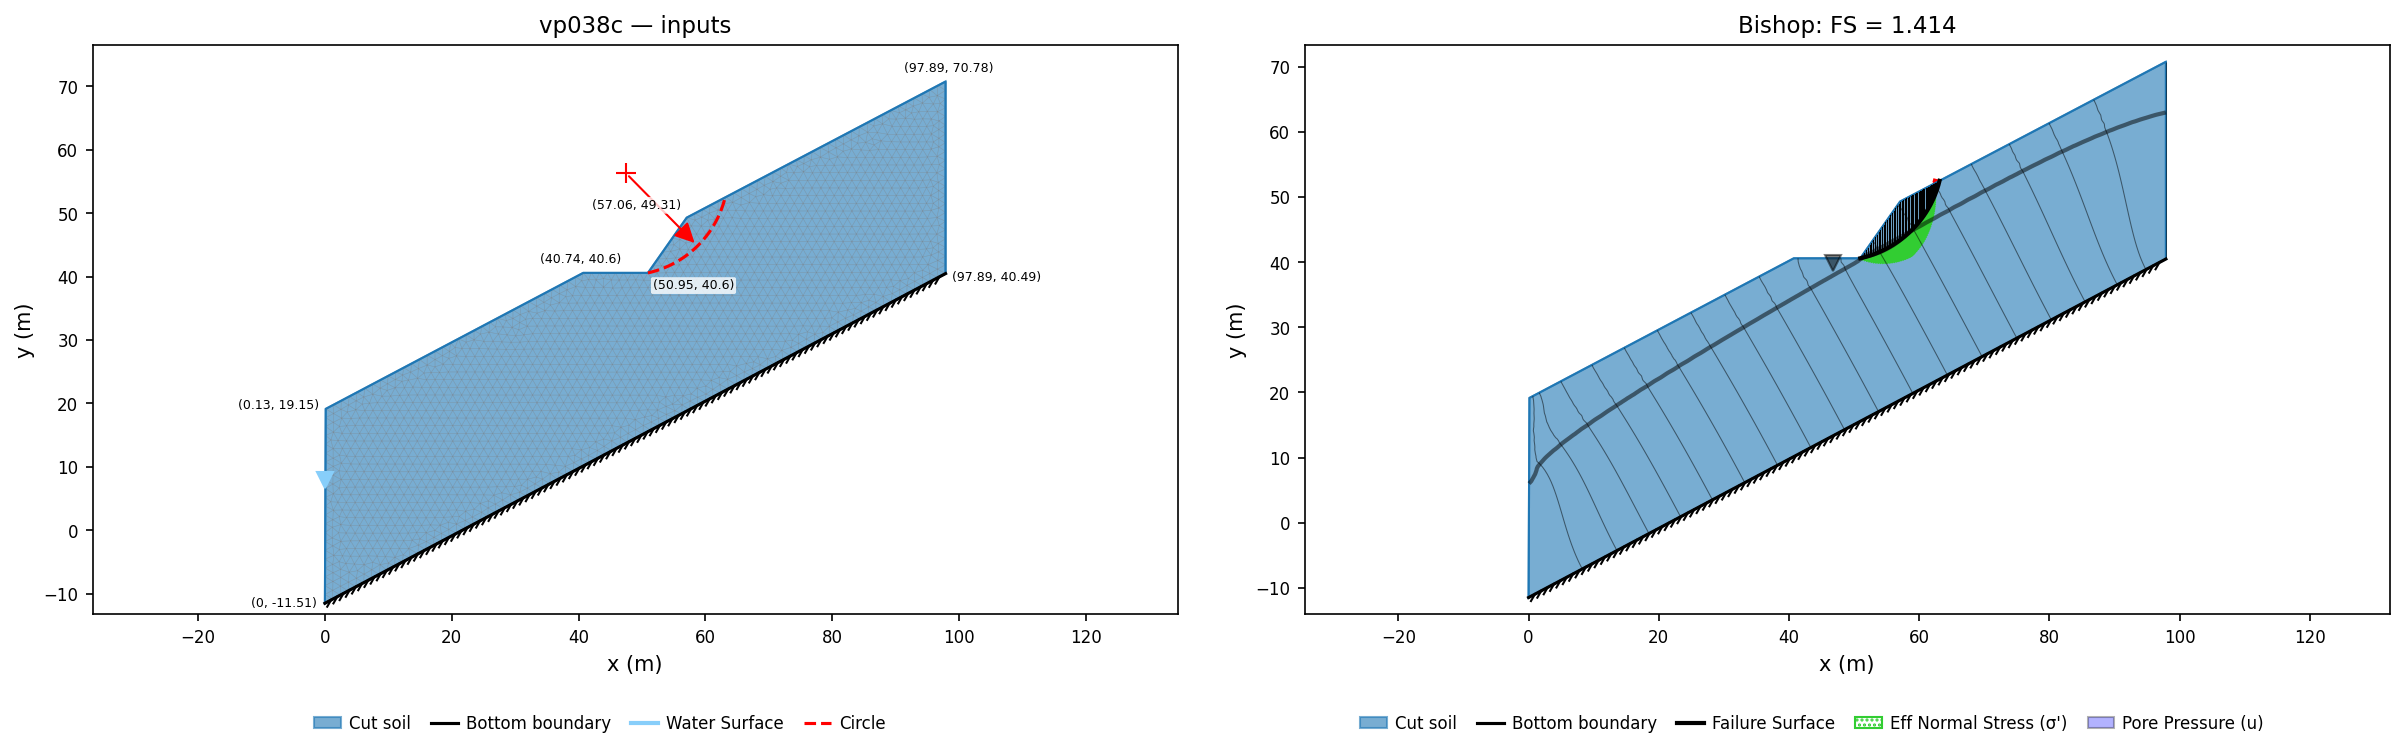 vp038c — inputs
(97.89, 70.78)
(57.06, 49.31)
(40.74, 40.6)
(50.95, 40.6)
(97.89, 40.49)
(0.13, 19.15)
(0, -11.51)
70
60
50
40
30
20
10
0
−10
y (m)
−20 0 20 40 60 80 100 120
x (m)
Cut soil Bottom boundary Water Surface Circle
Bishop: FS = 1.414
70
60
50
40
30
20
10
0
−10
y (m)
−20 0 20 40 60 80 100 120
x (m)
Cut soil Bottom boundary Failure Surface Eff Normal Stress (σ') Pore Pressure (u)